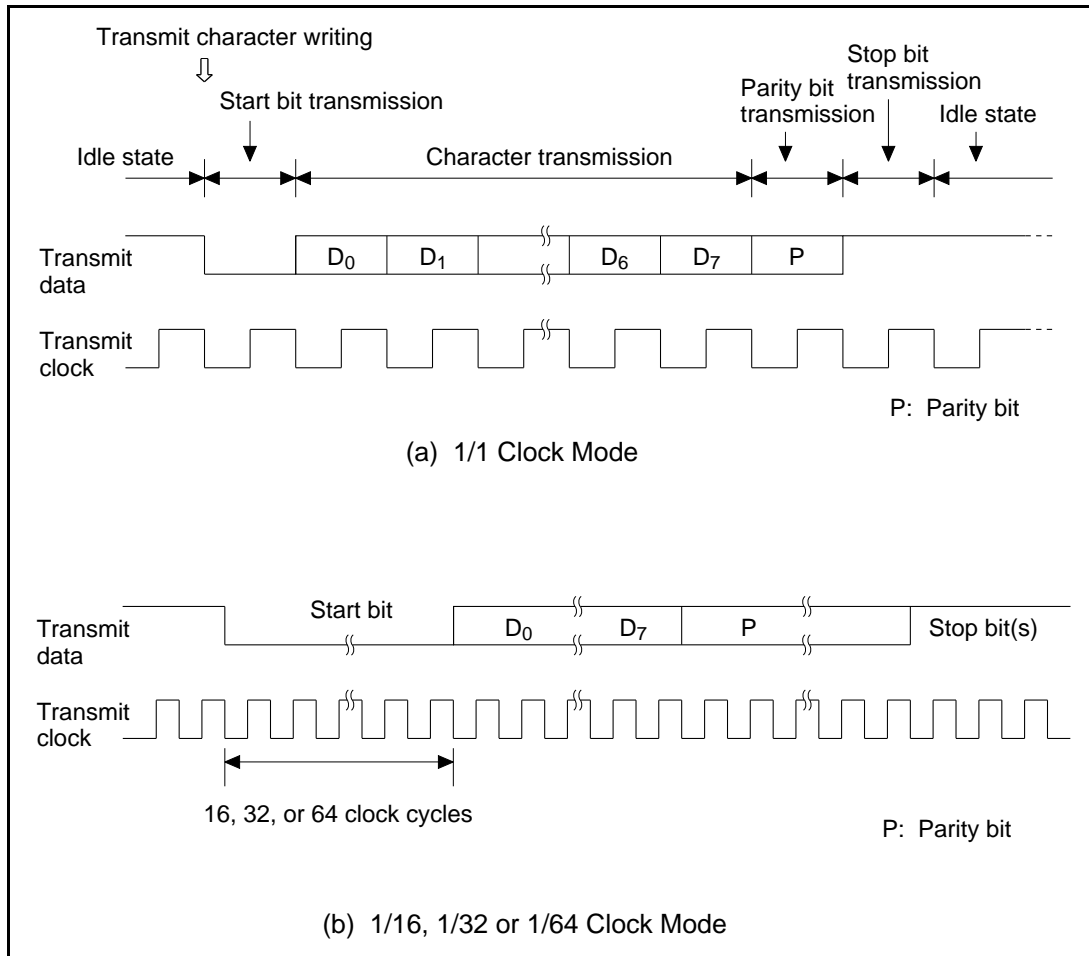 Transmit character writing
Start bit transmission
Stop bit
transmission
Parity bit
transmission
Idle state
Idle state
Character transmission
Transmit
data
D0
D1
D6
D7
P
Transmit
clock
P: Parity bit
(a) 1/1 Clock Mode
Transmit
data
Start bit
D0
D7
P
Stop bit(s)
Transmit
clock
16, 32, or 64 clock cycles
P: Parity bit
(b) 1/16, 1/32 or 1/64 Clock Mode